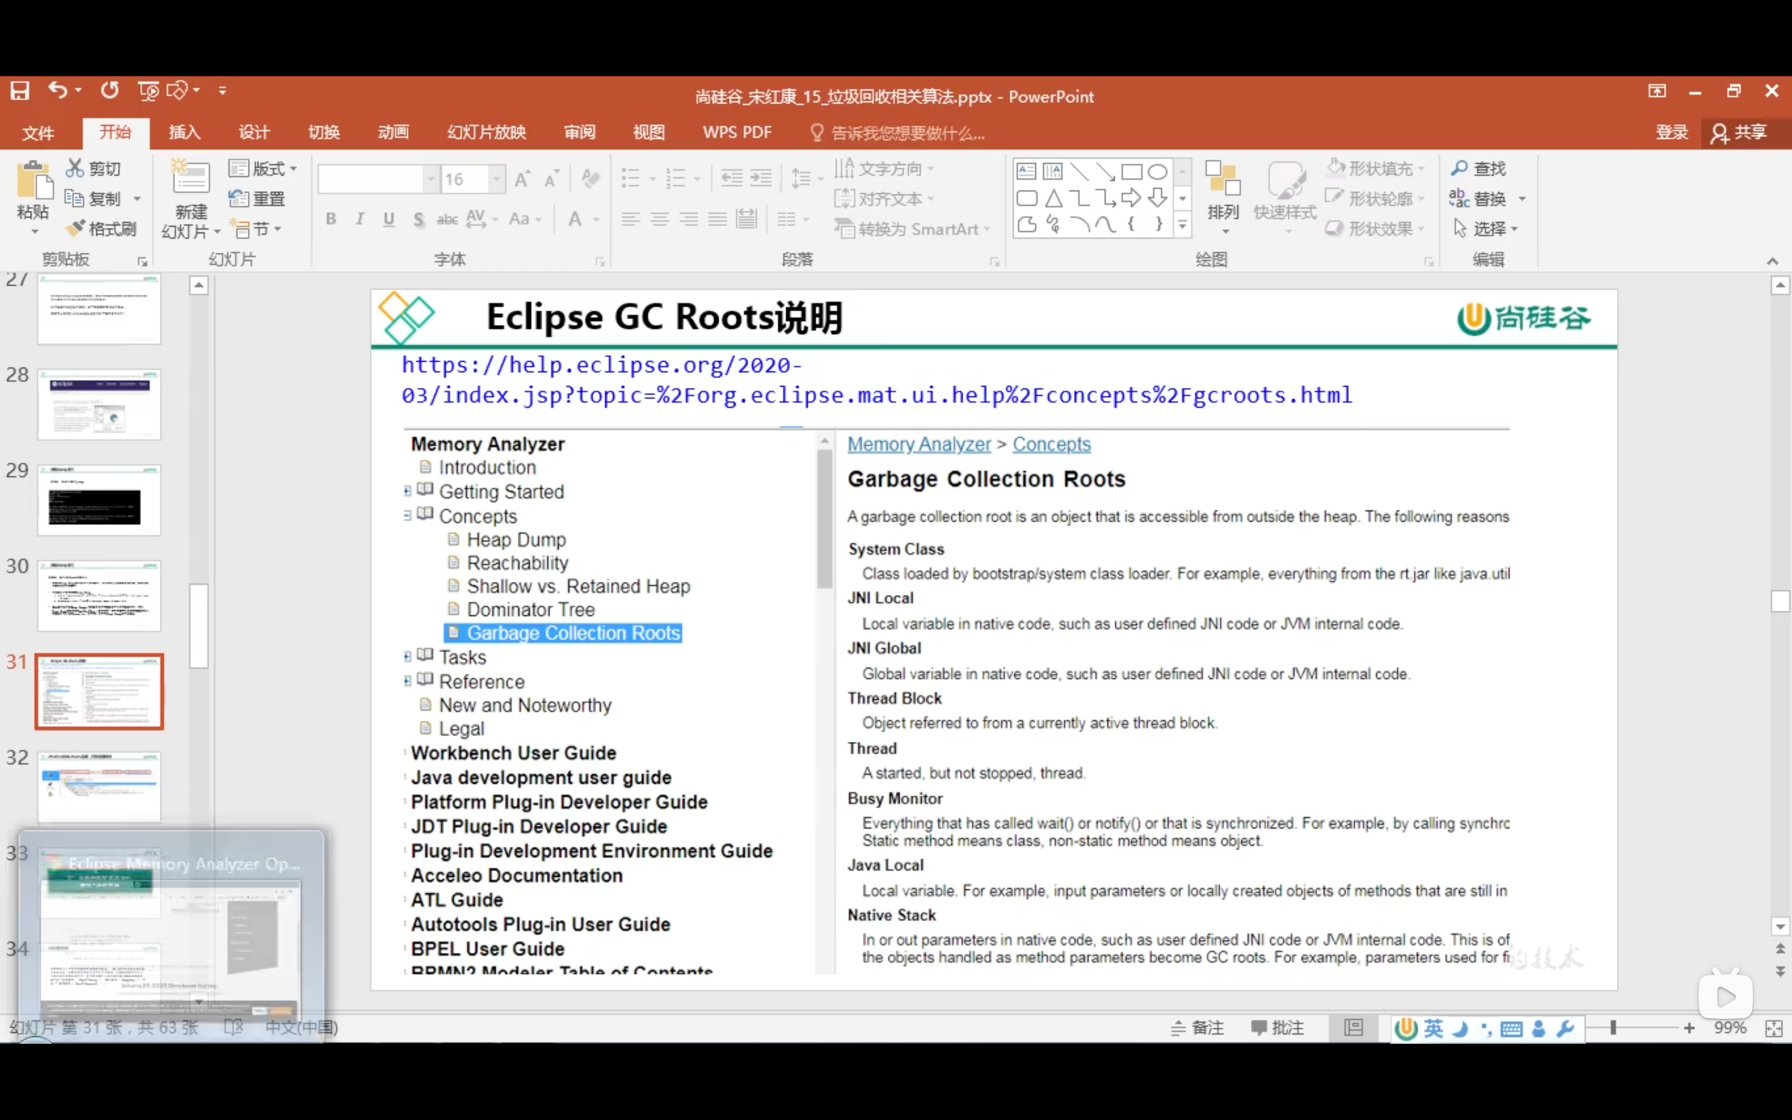 尚硅谷_宋红康_15_垃圾回收相关算法.pptx - PowerPoint
文件 开始 插入 设计 切换 动画 幻灯片放映 审阅 视图 WPS PDF 告诉我您想要做什么... 登录 共享
粘贴 剪切 复制 格式刷 剪贴板
新建幻灯片 版式 重置 节 幻灯片
16 B I U S abc AV Aa A 字体
文字方向 对齐文本 转换为 SmartArt 段落
排列 快速样式 形状填充 形状轮廓 形状效果 绘图
查找 替换 选择 编辑
27
28
29
30
31
32
33
34
Eclipse Memory Analyzer Op...
Eclipse GC Roots说明
尚硅谷
https://help.eclipse.org/2020-
03/index.jsp?topic=%2Forg.eclipse.mat.ui.help%2Fconcepts%2Fgcroots.html
Memory Analyzer
Introduction
Getting Started
Concepts
Heap Dump
Reachability
Shallow vs. Retained Heap
Dominator Tree
Garbage Collection Roots
Tasks
Reference
New and Noteworthy
Legal
Workbench User Guide
Java development user guide
Platform Plug-in Developer Guide
JDT Plug-in Developer Guide
Plug-in Development Environment Guide
Acceleo Documentation
ATL Guide
Autotools Plug-in User Guide
BPEL User Guide
BPMN2 Modeler Table of Contents
Memory Analyzer > Concepts
Garbage Collection Roots
A garbage collection root is an object that is accessible from outside the heap. The following reasons
System Class
Class loaded by bootstrap/system class loader. For example, everything from the rt.jar like java.util
JNI Local
Local variable in native code, such as user defined JNI code or JVM internal code.
JNI Global
Global variable in native code, such as user defined JNI code or JVM internal code.
Thread Block
Object referred to from a currently active thread block.
Thread
A started, but not stopped, thread.
Busy Monitor
Everything that has called wait() or notify() or that is synchronized. For example, by calling synchro
Static method means class, non-static method means object.
Java Local
Local variable. For example, input parameters or locally created objects of methods that are still in
Native Stack
In or out parameters in native code, such as user defined JNI code or JVM internal code. This is of
the objects handled as method parameters become GC roots. For example, parameters used for fi
的技术
幻灯片 第 31 张，共 63 张 中文(中国) 备注 批注 英 99%